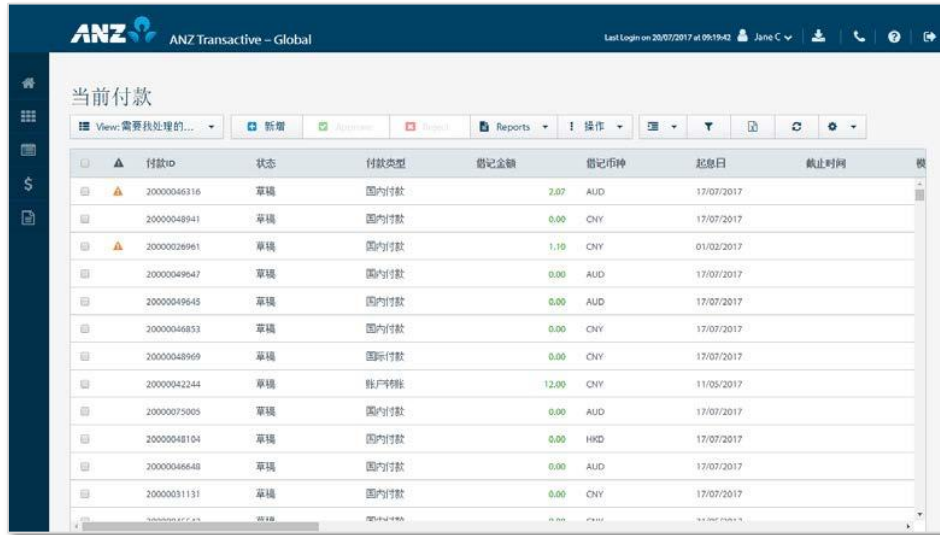 ANZ ANZ Transactive – Global
Last Login on 20/07/2017 at 09:19:42 Jane C
当前付款
View:需要我处理的... 新增 Approve Reject Reports 操作
付款ID 状态 付款类型 借记金额 借记币种 起息日 截止时间 模
20000046316 草稿 国内付款 2.07 AUD 17/07/2017
20000048941 草稿 国内付款 0.00 CNY 17/07/2017
20000026961 草稿 国内付款 1.10 CNY 01/02/2017
20000049647 草稿 国内付款 0.00 AUD 17/07/2017
20000049645 草稿 国内付款 0.00 AUD 17/07/2017
20000046853 草稿 国内付款 0.00 CNY 17/07/2017
20000048969 草稿 国际付款 0.00 CNY 17/07/2017
20000042244 草稿 账户转账 12.00 CNY 11/05/2017
20000075005 草稿 国内付款 0.00 AUD 17/07/2017
20000048104 草稿 国内付款 0.00 HKD 17/07/2017
20000046648 草稿 国内付款 0.00 AUD 17/07/2017
20000031131 草稿 国内付款 0.00 CNY 17/07/2017